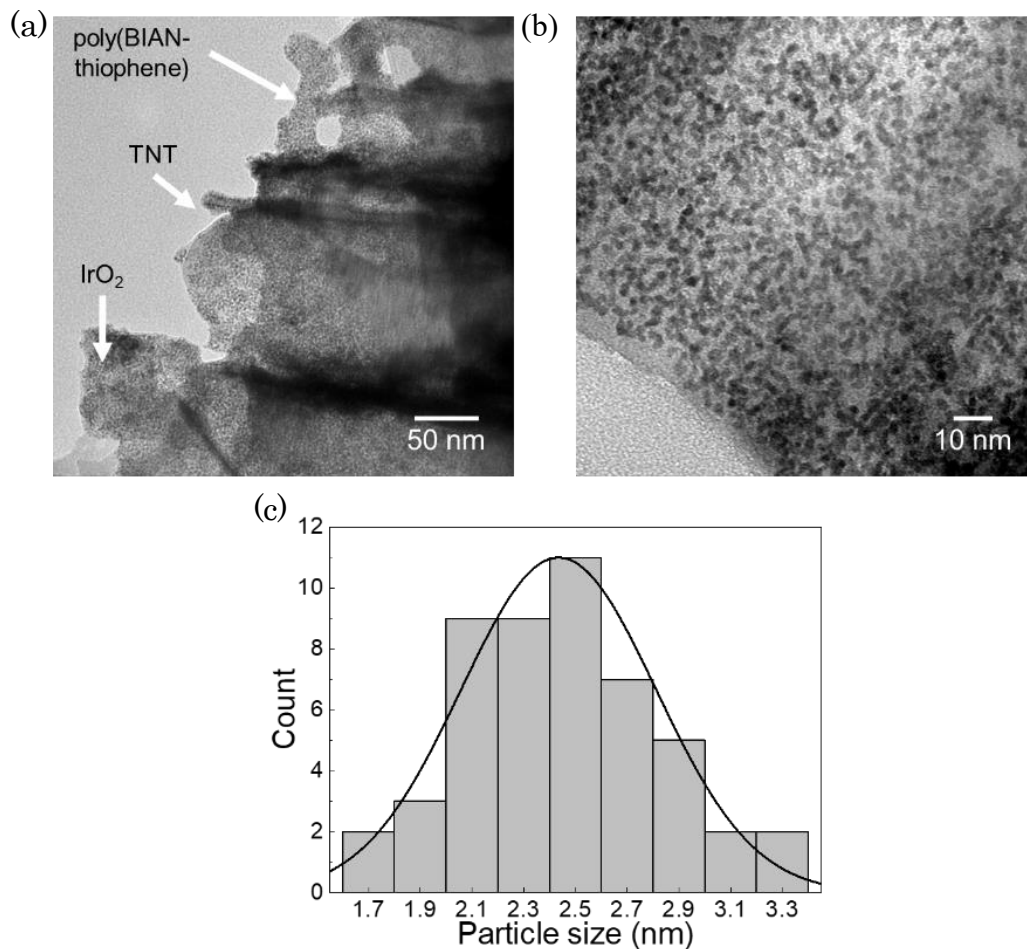 (a)
poly(BIAN-
thiophene)
TNT
IrO₂
50 nm
(b)
10 nm
(c)
12
10
8
6
4
2
0
Count
1.7 1.9 2.1 2.3 2.5 2.7 2.9 3.1 3.3
Particle size (nm)